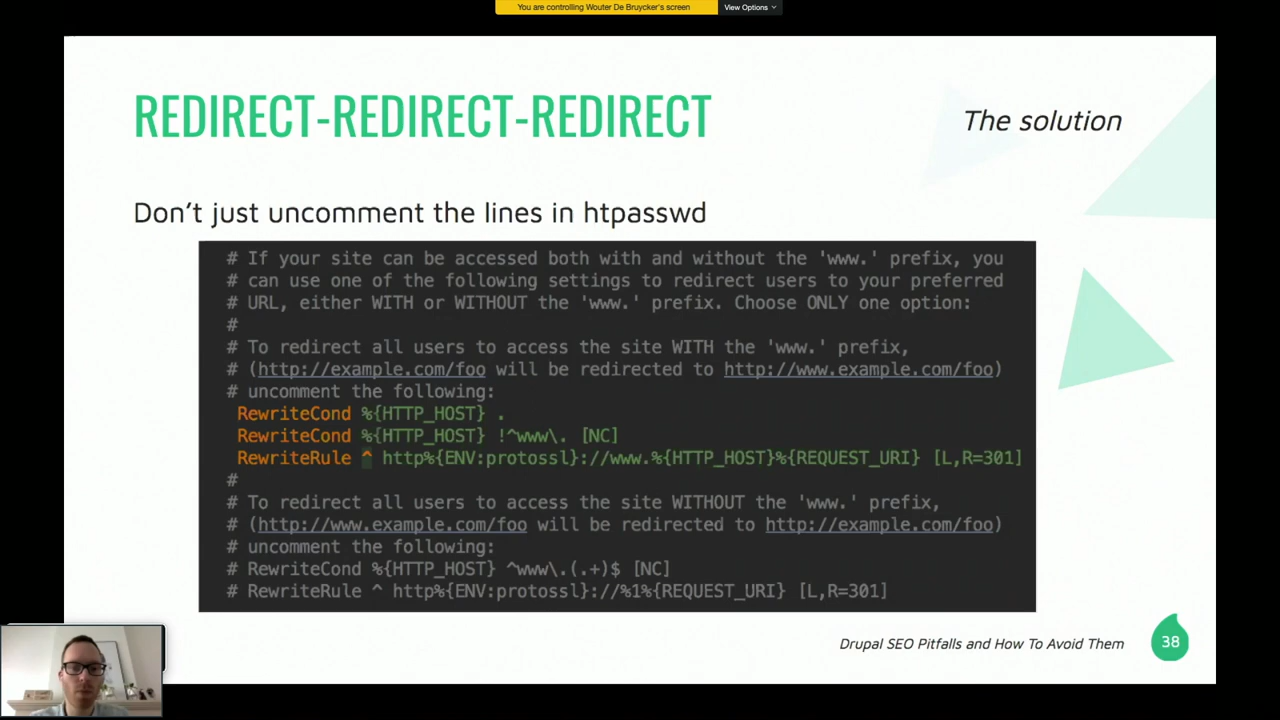 You are controlling Wouter De Bruycker's screen
View Options
REDIRECT-REDIRECT-REDIRECT
The solution
Don't just uncomment the lines in htpasswd
# If your site can be accessed both with and without the 'www.' prefix, you
# can use one of the following settings to redirect users to your preferred
# URL, either WITH or WITHOUT the 'www.' prefix. Choose ONLY one option:
#
# To redirect all users to access the site WITH the 'www.' prefix,
# (http://example.com/foo will be redirected to http://www.example.com/foo)
# uncomment the following:
RewriteCond %{HTTP_HOST} .
RewriteCond %{HTTP_HOST} !^www\. [NC]
RewriteRule ^ http%{ENV:protossl}://www.%{HTTP_HOST}%{REQUEST_URI} [L,R=301]
#
# To redirect all users to access the site WITHOUT the 'www.' prefix,
# (http://www.example.com/foo will be redirected to http://example.com/foo)
# uncomment the following:
# RewriteCond %{HTTP_HOST} ^www\.(.+)$ [NC]
# RewriteRule ^ http%{ENV:protossl}://%1%{REQUEST_URI} [L,R=301]
Drupal SEO Pitfalls and How To Avoid Them
38